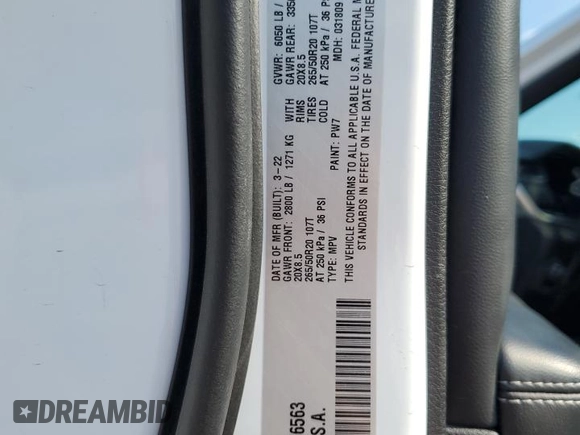 DATE OF MFR (BUILT): 3-22 GVWR: 6050 LB /
GAWR FRONT: 2800 LB / 1271 KG WITH GAWR REAR: 3350
20X8.5 RIMS 20X8.5
265/50R20 107T TIRES 265/50R20 107T
AT 250 kPa / 36 PSI COLD AT 250 kPa / 36 P
TYPE: MPV PAINT: PW7 MDH: 031809
THIS VEHICLE CONFORMS TO ALL APPLICABLE U.S.A. FEDERAL M
STANDARDS IN EFFECT ON THE DATE OF MANUFACTURE
6563
S.A.
DREAMBID